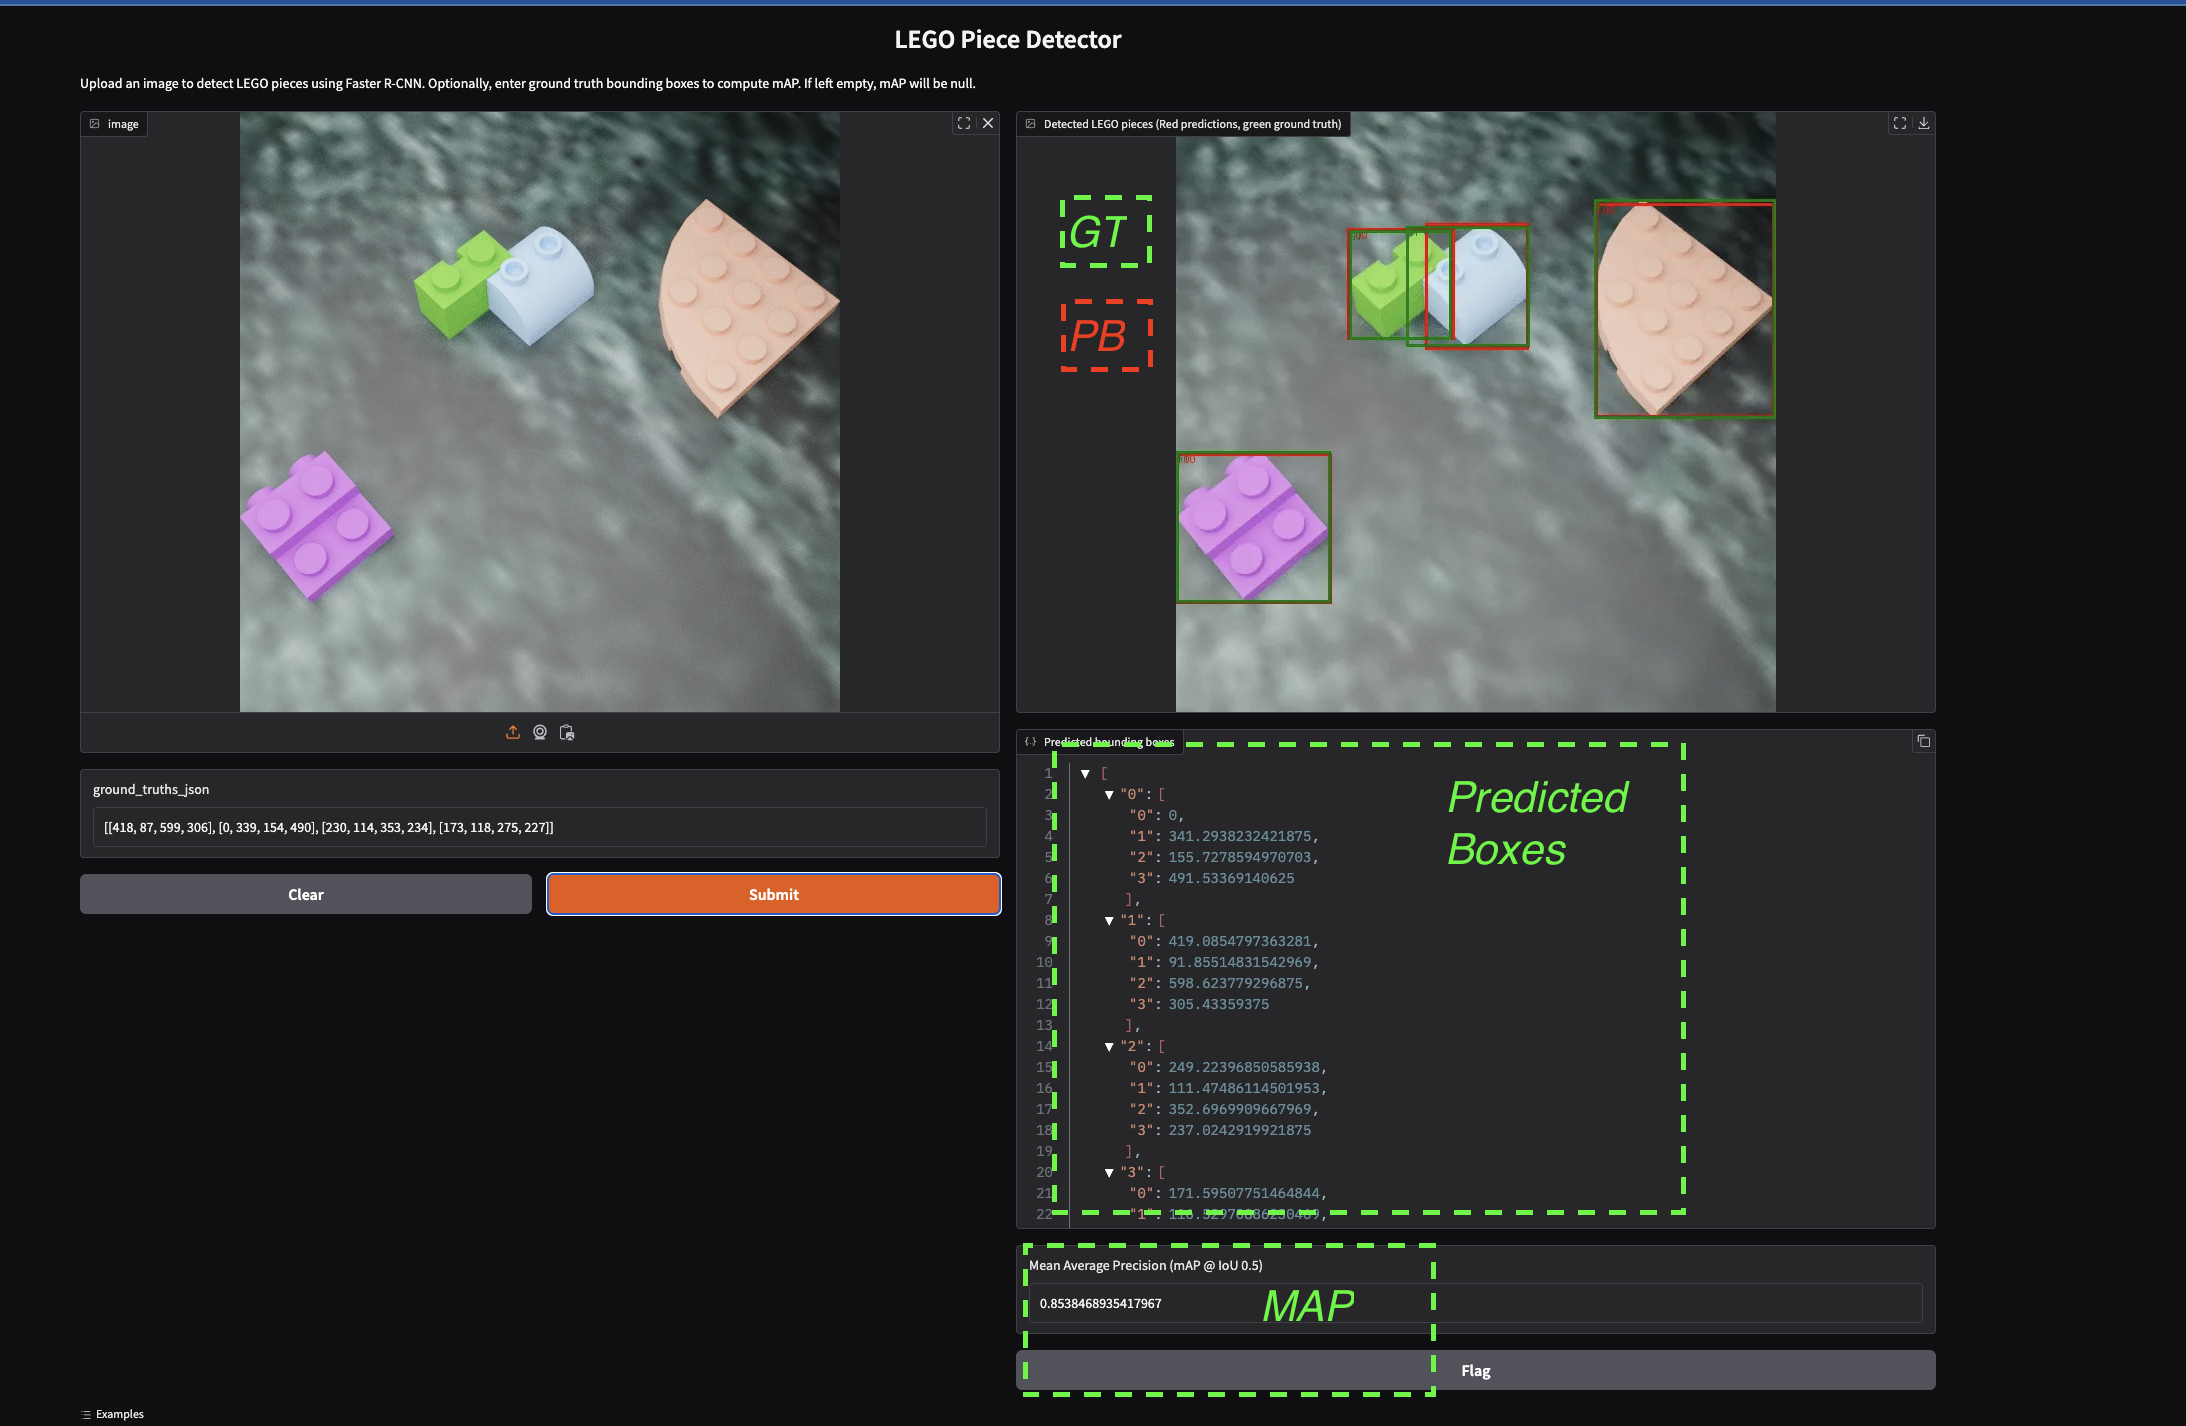 LEGO Piece Detector
Upload an image to detect LEGO pieces using Faster R-CNN. Optionally, enter ground truth bounding boxes to compute mAP. If left empty, mAP will be null.
image
ground_truths_json
[[418, 87, 599, 306], [0, 339, 154, 490], [230, 114, 353, 234], [173, 118, 275, 227]]
Clear
Submit
Examples
Detected LEGO pieces (Red predictions, green ground truth)
GT
PB
Predicted bounding boxes
Predicted
Boxes
1 ▼ [
2 ▼ "0": [
3 "0": 0,
4 "1": 341.2938232421875,
5 "2": 155.7278594970703,
6 "3": 491.53369140625
7 ],
8 ▼ "1": [
9 "0": 419.0854797363281,
10 "1": 91.85514831542969,
11 "2": 598.623779296875,
12 "3": 305.43359375
13 ],
14 ▼ "2": [
15 "0": 249.22396850585938,
16 "1": 111.47486114501953,
17 "2": 352.6969909667969,
18 "3": 237.0242919921875
19 ],
20 ▼ "3": [
21 "0": 171.59507751464844,
22 "1":
Mean Average Precision (mAP @ IoU 0.5)
0.8538468935417967
MAP
Flag